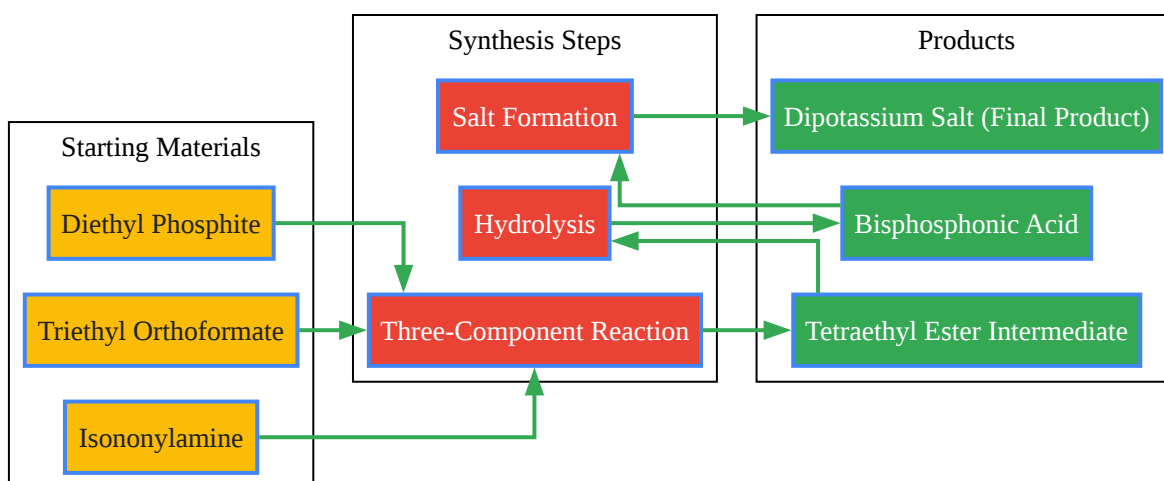 Starting Materials
Diethyl Phosphite
Triethyl Orthoformate
Isononylamine
Synthesis Steps
Salt Formation
Hydrolysis
Three-Component Reaction
Products
Dipotassium Salt (Final Product)
Bisphosphonic Acid
Tetraethyl Ester Intermediate